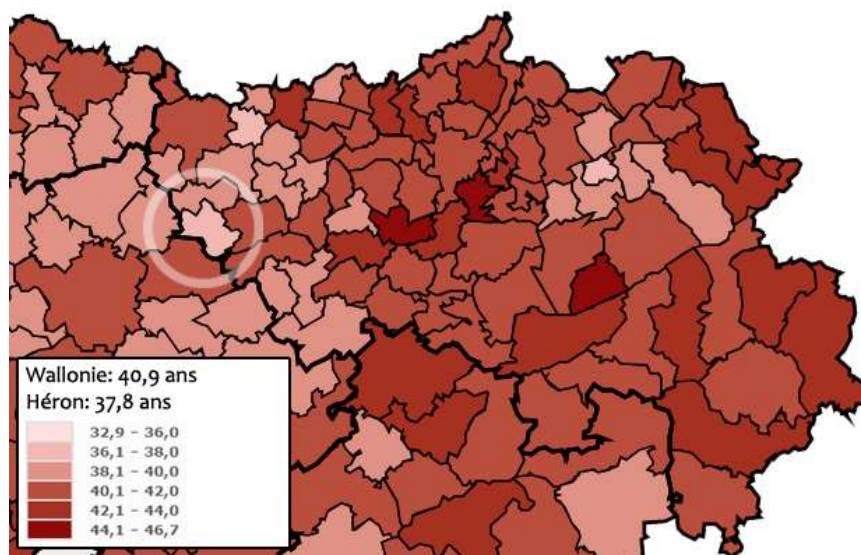 Wallonie: 40,9 ans
Héron: 37,8 ans
32,9 – 36,0
36,1 – 38,0
38,1 – 40,0
40,1 – 42,0
42,1 – 44,0
44,1 – 46,7